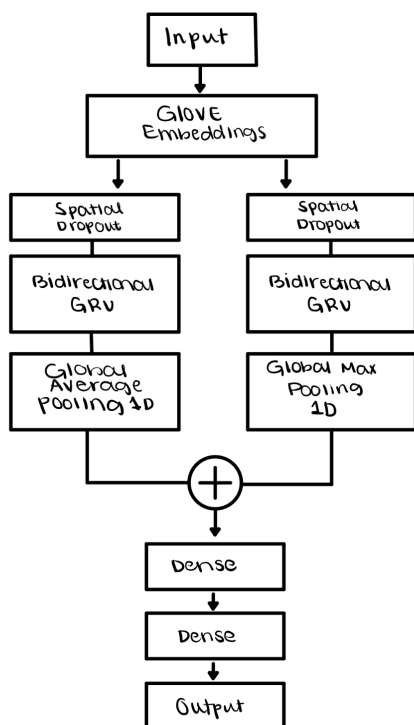 Input
GloVE
Embeddings
Spatial
Dropout
Spatial
Dropout
Bidirectional
GRU
Bidirectional
GRU
Global
Average
Pooling 1D
Global Max
Pooling
1D
+
Dense
Dense
Output